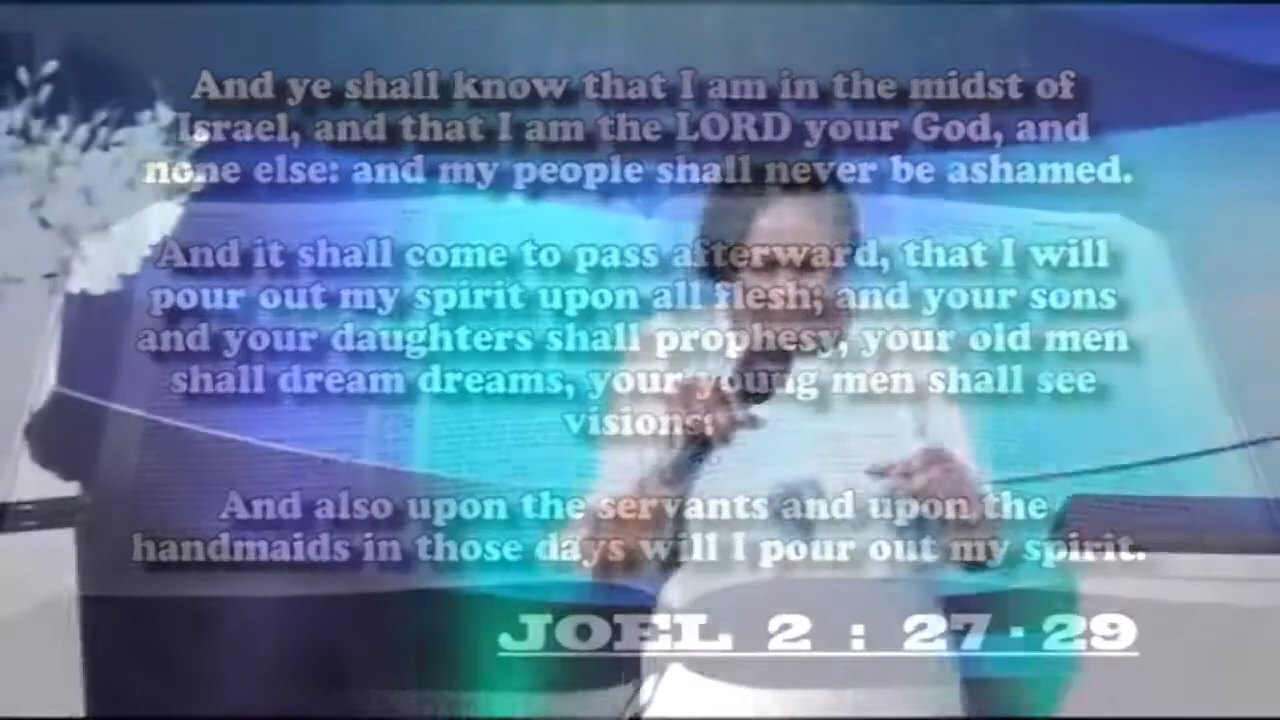 And ye shall know that I am in the midst of
Israel, and that I am the LORD your God, and
none else: and my people shall never be ashamed.
And it shall come to pass afterward, that I will
pour out my spirit upon all flesh; and your sons
and your daughters shall prophesy, your old men
shall dream dreams, your young men shall see
visions:
And also upon the servants and upon the
handmaids in those days will I pour out my spirit.
JOEL 2 : 27-29